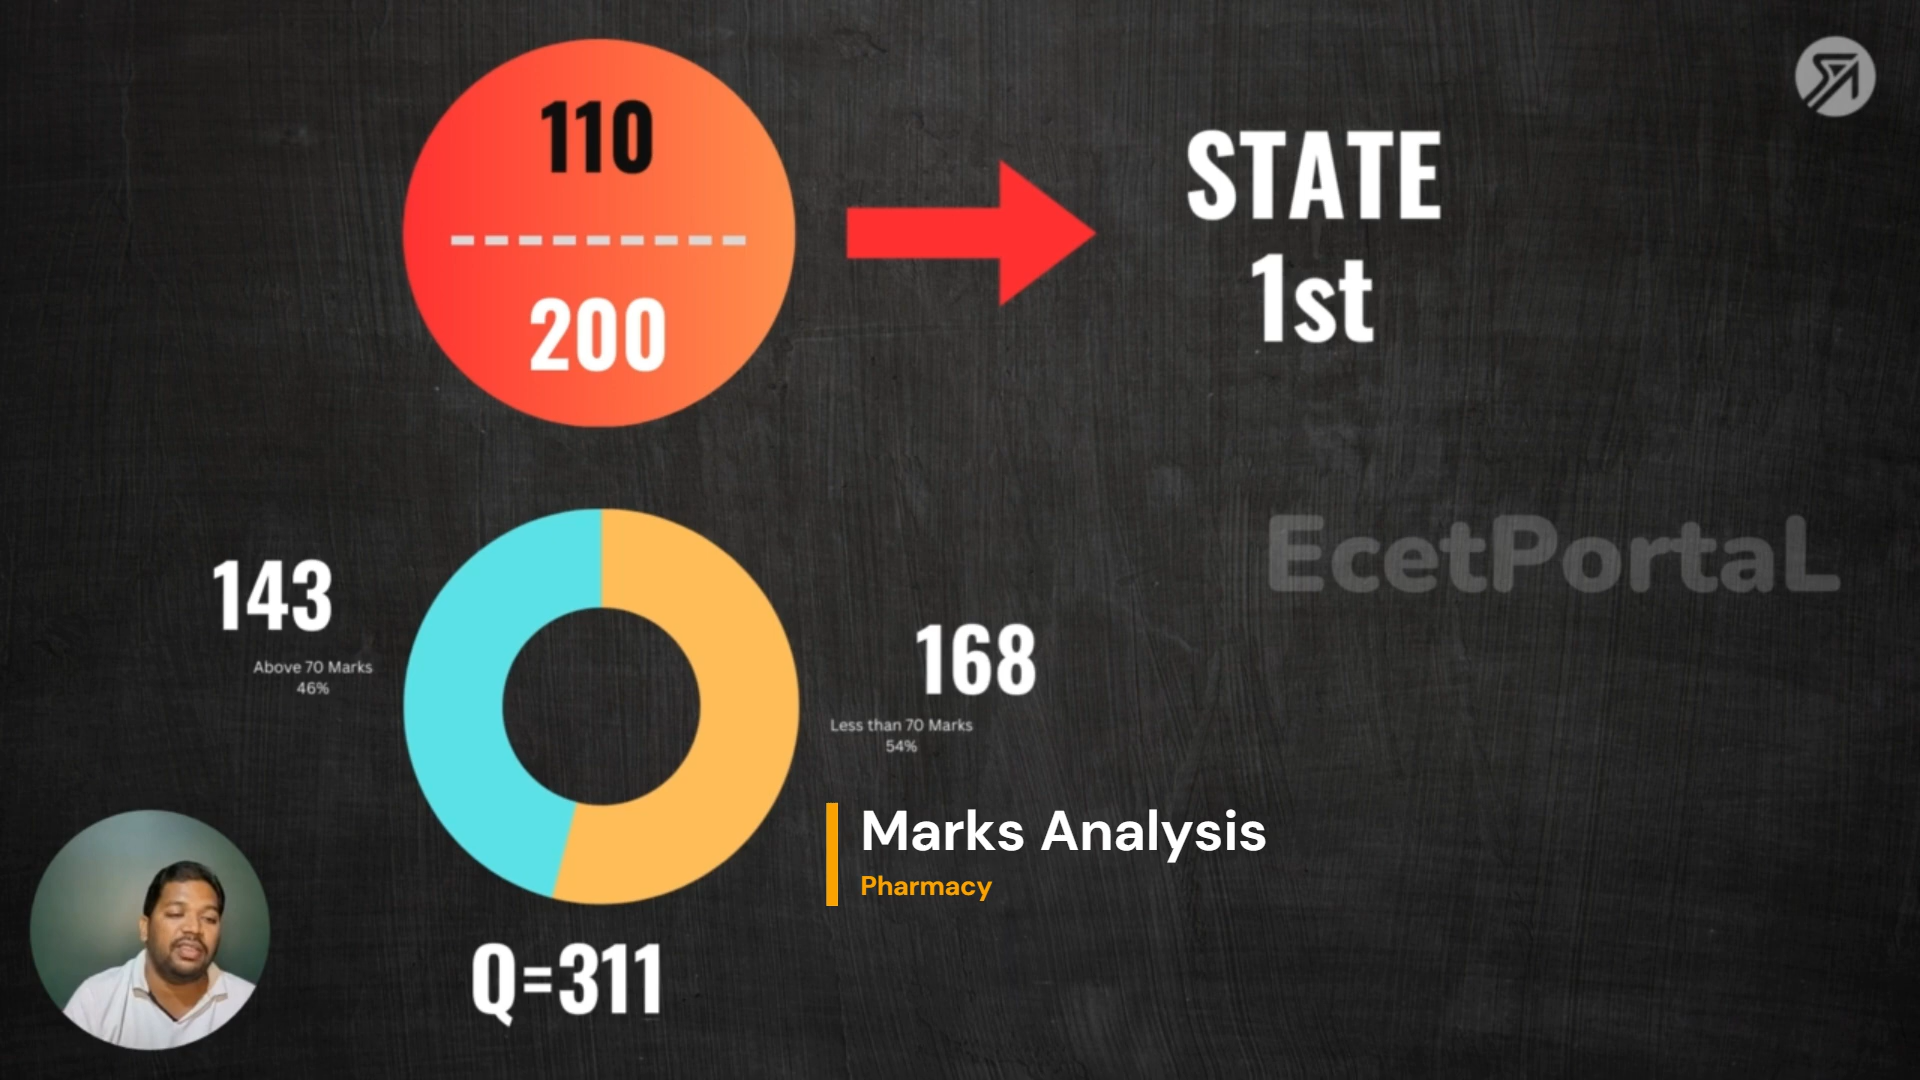 110
200
STATE
1st
EcetPortaL
143
Above 70 Marks
46%
168
Less than 70 Marks
54%
Marks Analysis
Pharmacy
Q=311